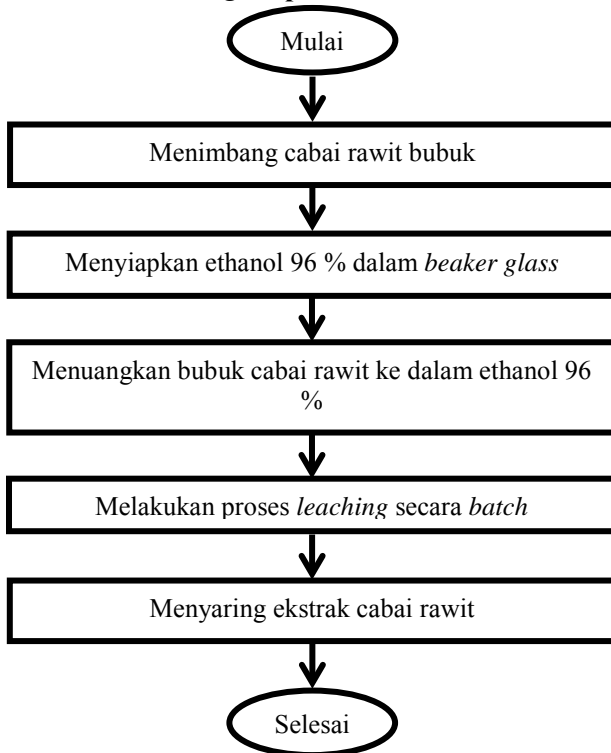 Mulai
Menimbang cabai rawit bubuk
Menyiapkan ethanol 96 % dalam beaker glass
Menuangkan bubuk cabai rawit ke dalam ethanol 96
%
Melakukan proses leaching secara batch
Menyaring ekstrak cabai rawit
Selesai